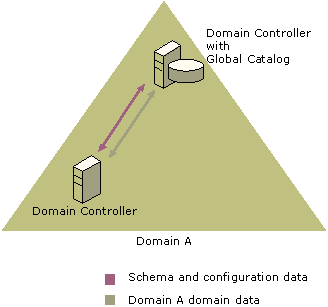 Domain Controller
with
Global Catalog
Domain Controller
Domain A
Schema and configuration data
Domain A domain data